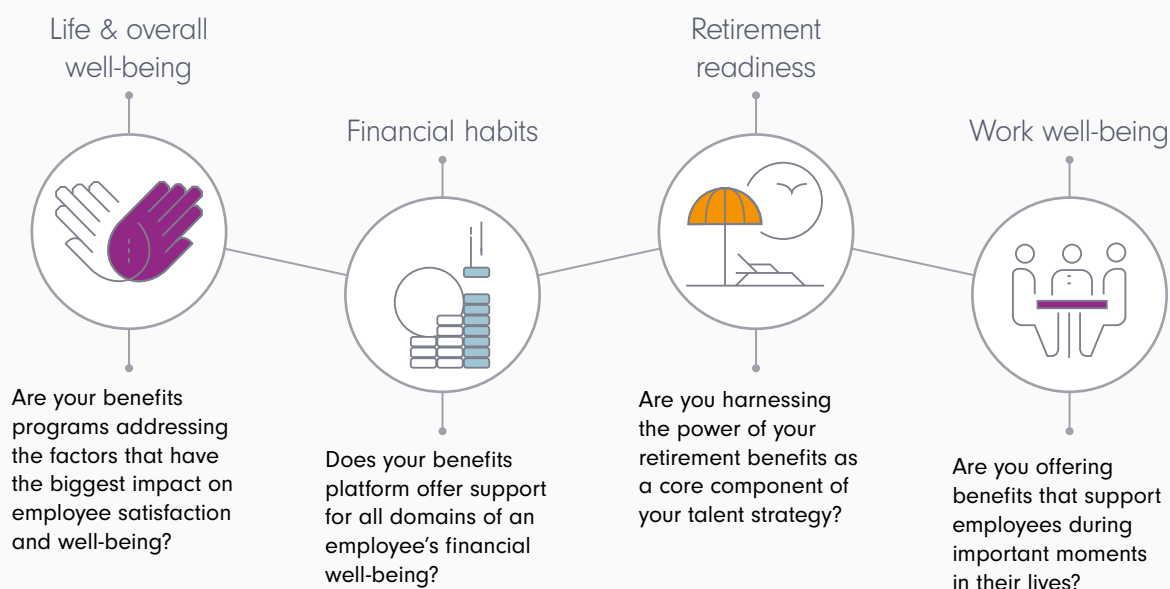 Life & overall
well-being
Are your benefits
programs addressing
the factors that have
the biggest impact on
employee satisfaction
and well-being?
Financial habits
Does your benefits
platform offer support
for all domains of an
employee's financial
well-being?
Retirement
readiness
Are you harnessing
the power of your
retirement benefits as
a core component of
your talent strategy?
Work well-being
Are you offering
benefits that support
employees during
important moments
in their lives?